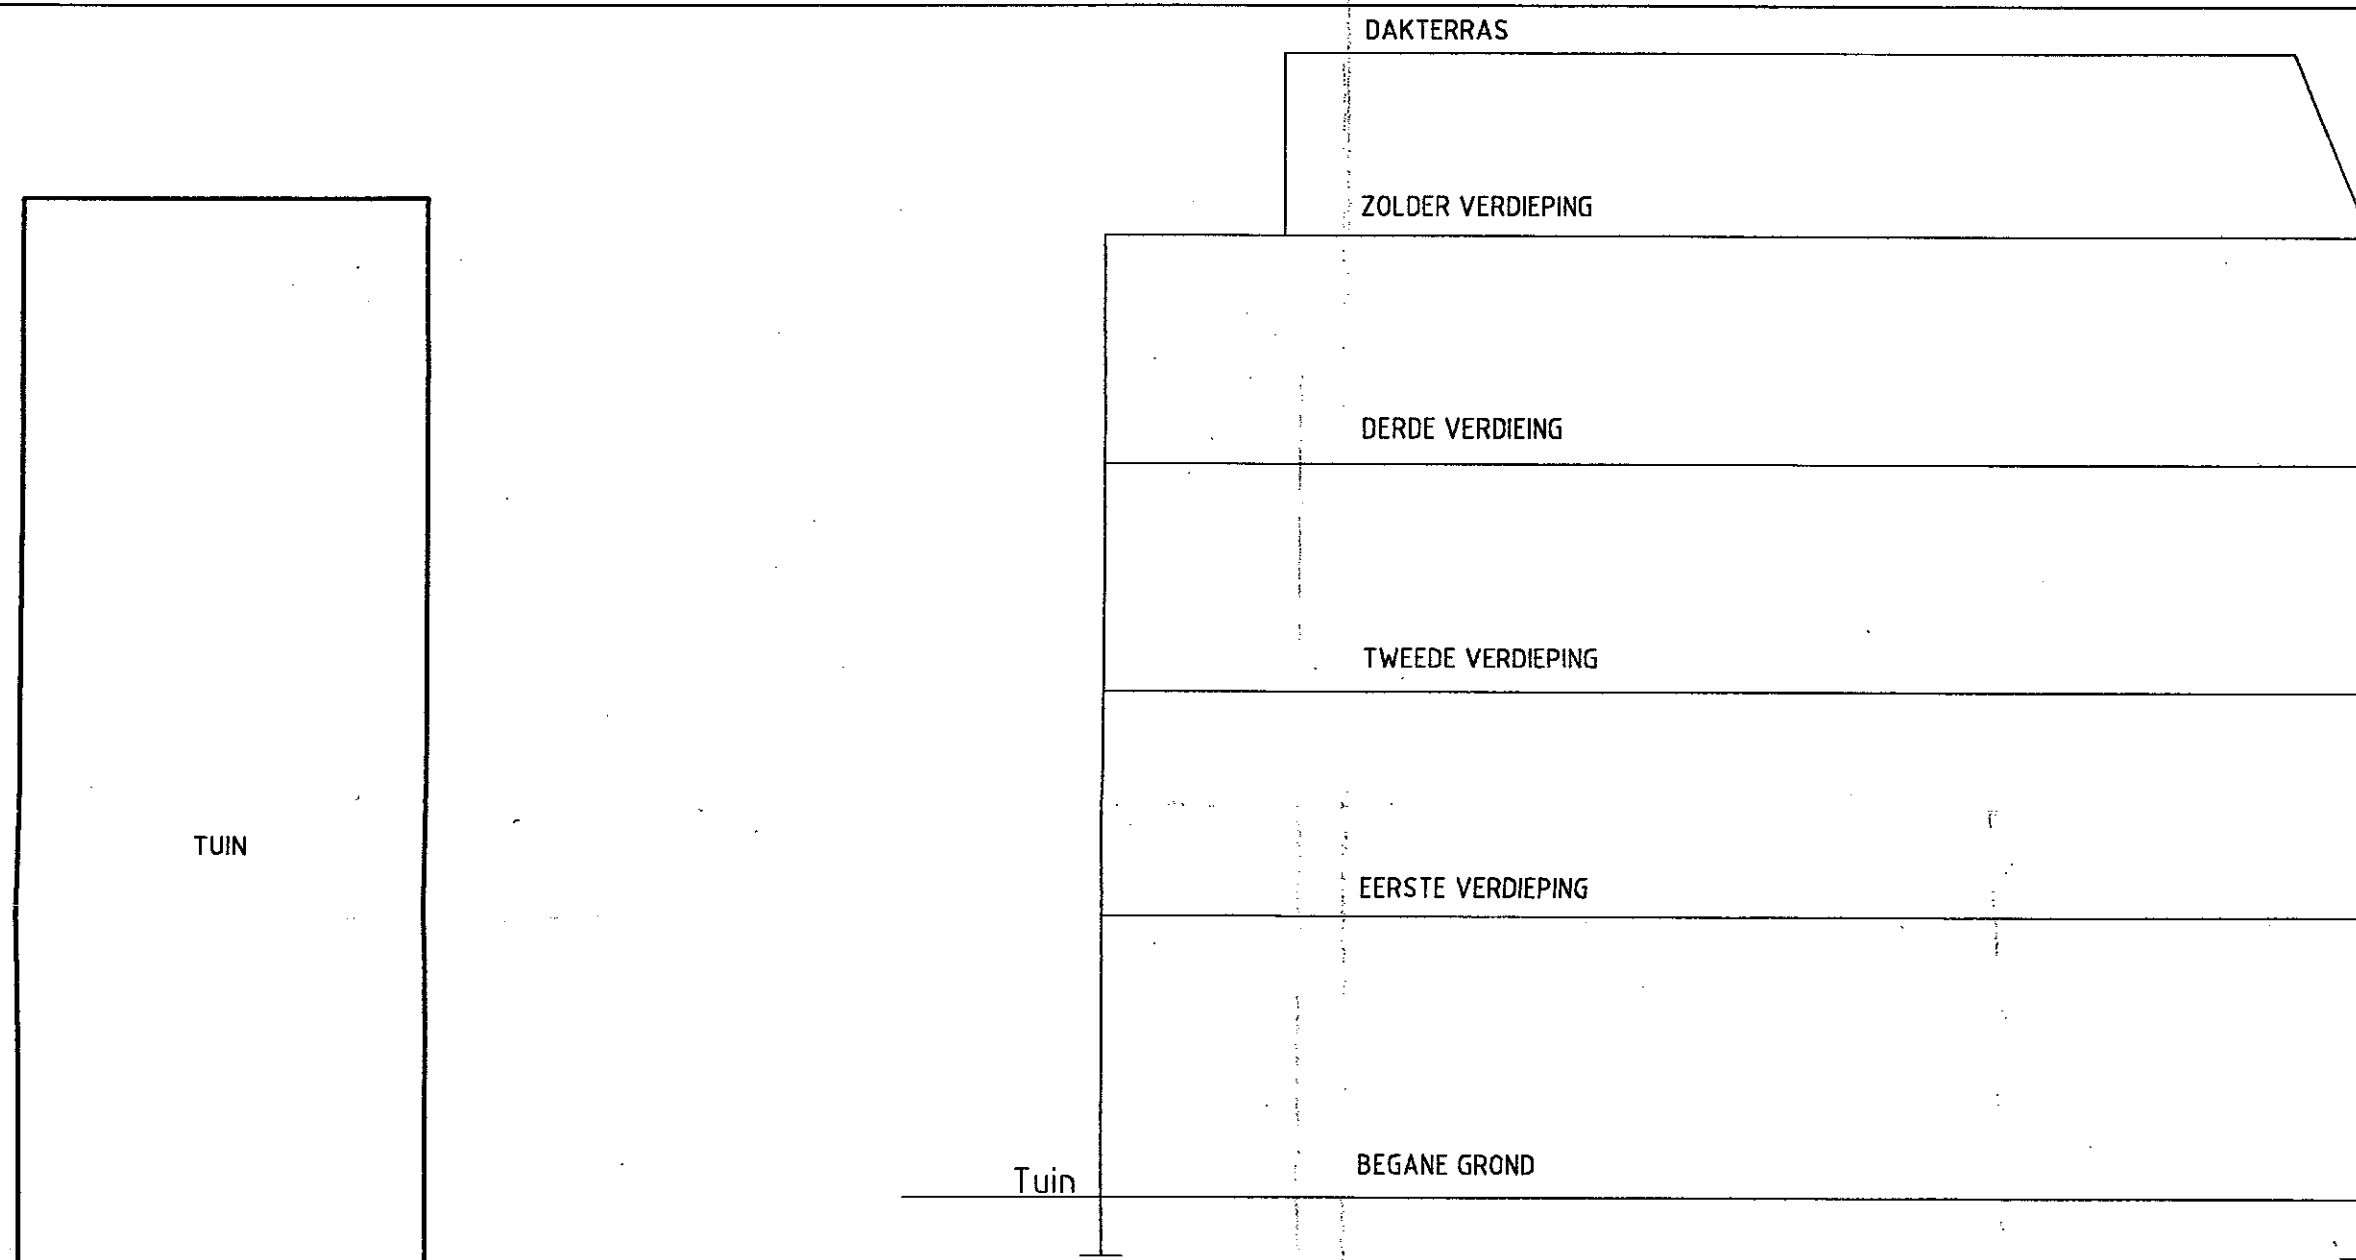 DAKTERRAS
ZOLDER VERDIEPING
DERDE VERDIEING
TWEEDE VERDIEPING
TUIN
EERSTE VERDIEPING
BEGANE GROND
Tuin